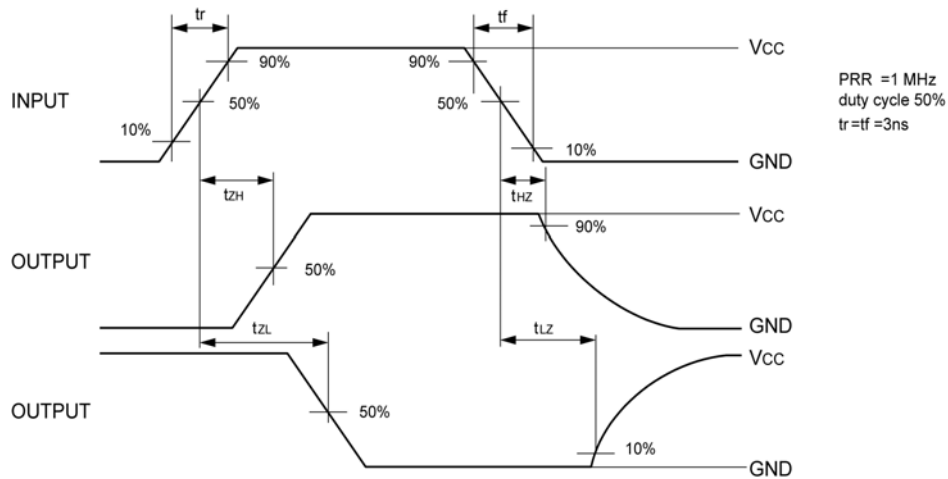 tr
tf
VCC
90%
90%
PRR =1 MHz
INPUT
50%
50%
duty cycle 50%
tr=tf=3ns
10%
10%
GND
tZH
tHZ
VCC
90%
OUTPUT
50%
GND
tZL
tLZ
VCC
OUTPUT
50%
10%
GND